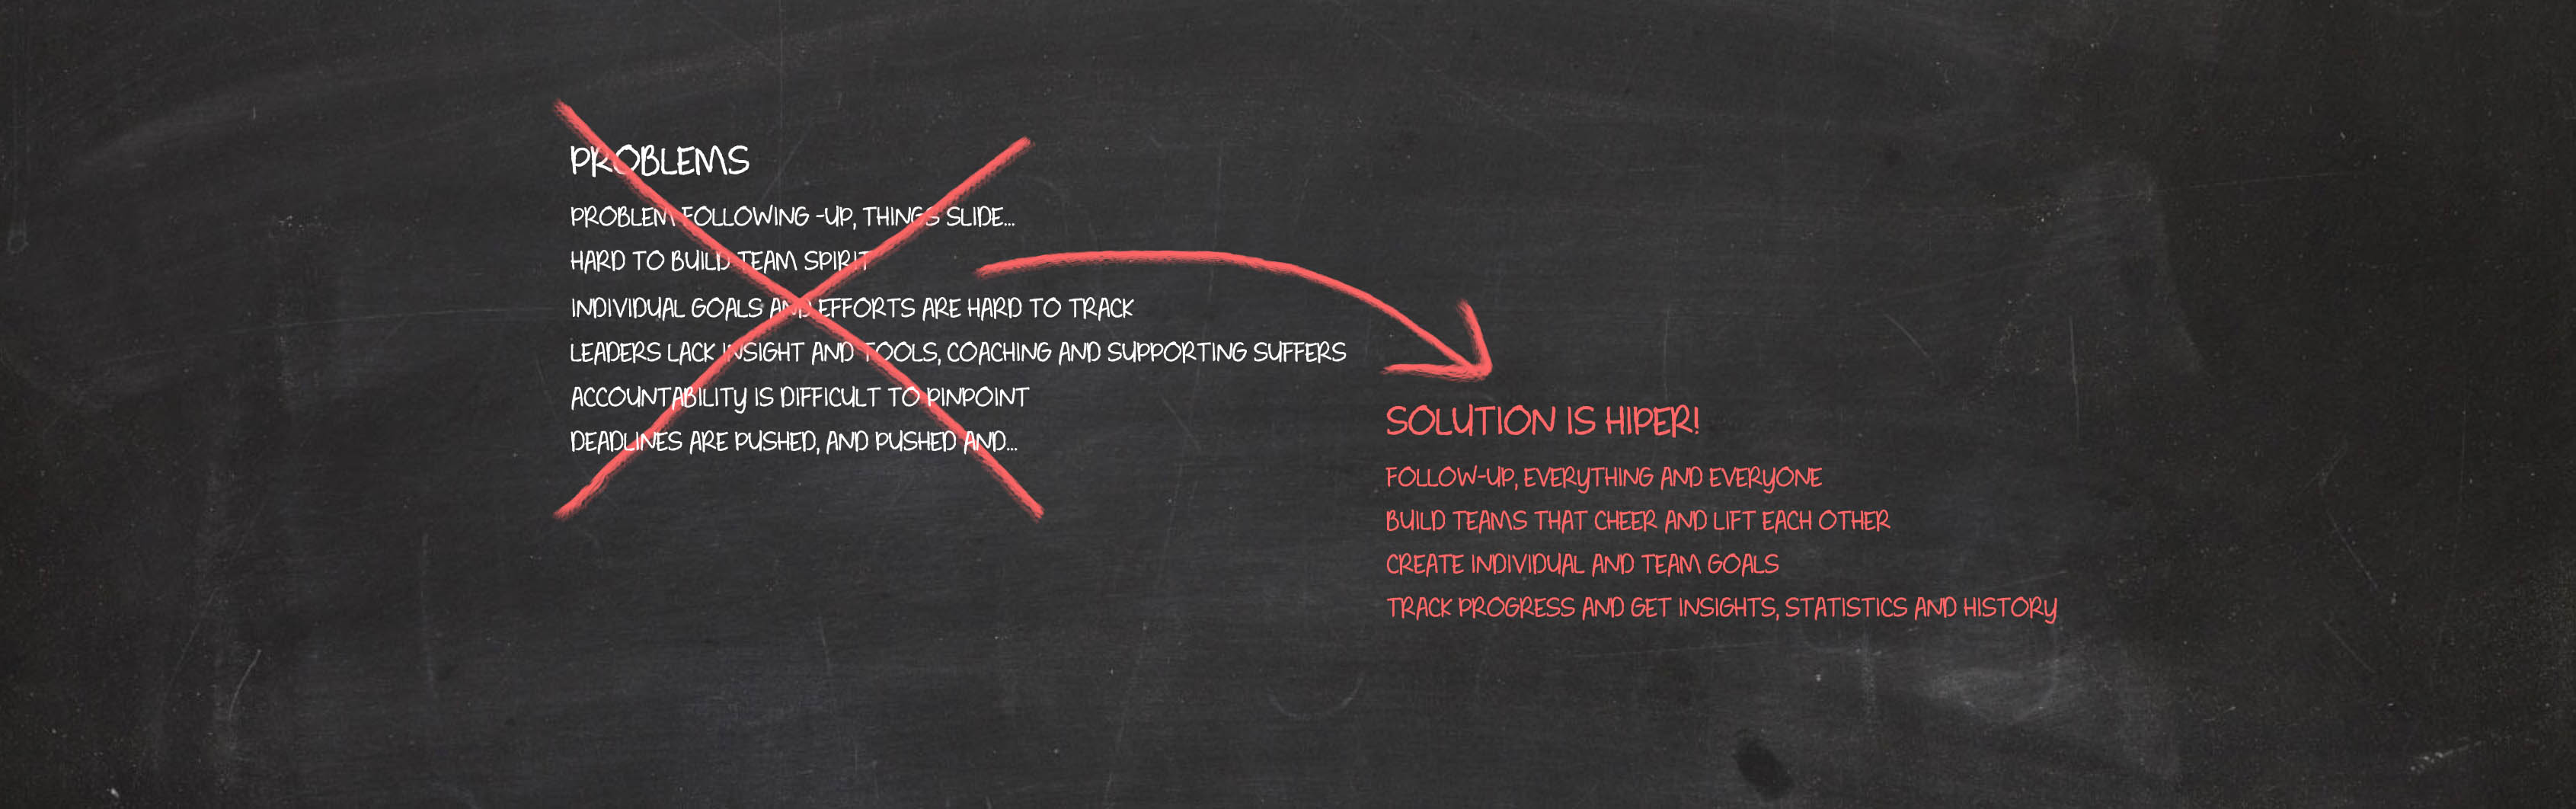 PROBLEMS
PROBLEM FOLLOWING -UP, THINGS SLIDE...
HARD TO BUILD TEAM SPIRIT
INDIVIDUAL GOALS AND EFFORTS ARE HARD TO TRACK
LEADERS LACK INSIGHT AND TOOLS, COACHING AND SUPPORTING SUFFERS
ACCOUNTABILITY IS DIFFICULT TO PINPOINT
DEADLINES ARE PUSHED, AND PUSHED AND...
SOLUTION IS HIPER!
FOLLOW-UP, EVERYTHING AND EVERYONE
BUILD TEAMS THAT CHEER AND LIFT EACH OTHER
CREATE INDIVIDUAL AND TEAM GOALS
TRACK PROGRESS AND GET INSIGHTS, STATISTICS AND HISTORY